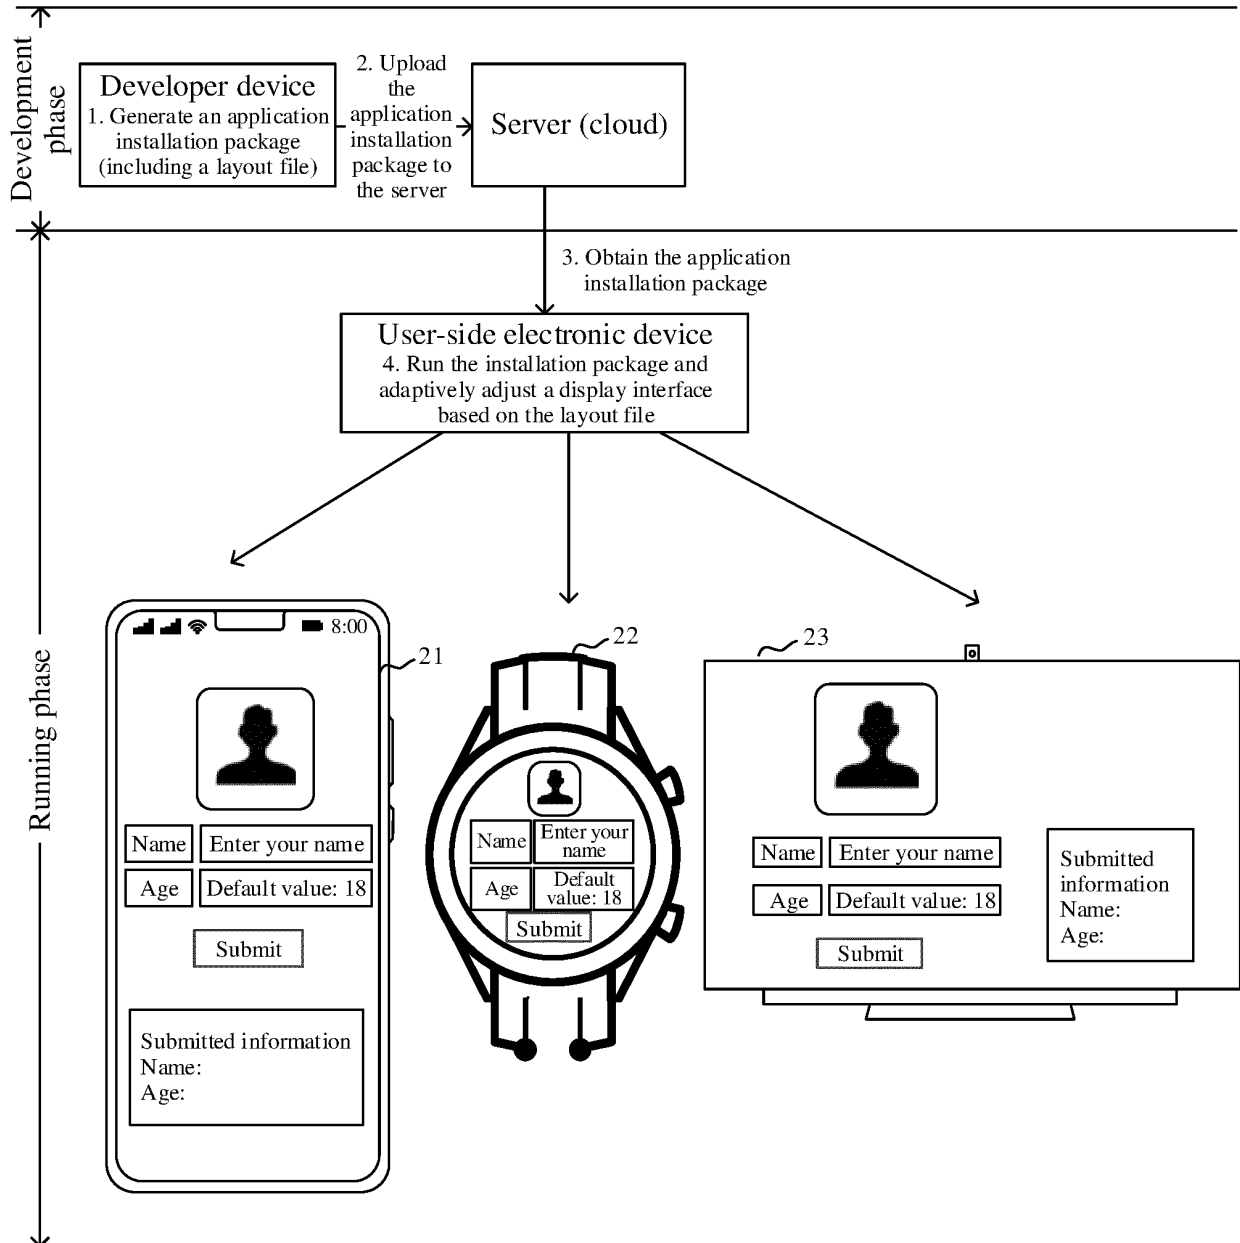 Development
phase
Developer device
1. Generate an application
installation package
(including a layout file)
2. Upload
the
application
installation
package to
the server
Server (cloud)
3. Obtain the application
installation package
User-side electronic device
4. Run the installation package and
adaptively adjust a display interface
based on the layout file
Running phase
8:00
21
Name
Enter your name
Age
Default value: 18
Submit
Submitted information
Name:
Age:
22
Name
Enter your
name
Age
Default
value: 18
Submit
23
Name
Enter your name
Age
Default value: 18
Submit
Submitted
information
Name:
Age: